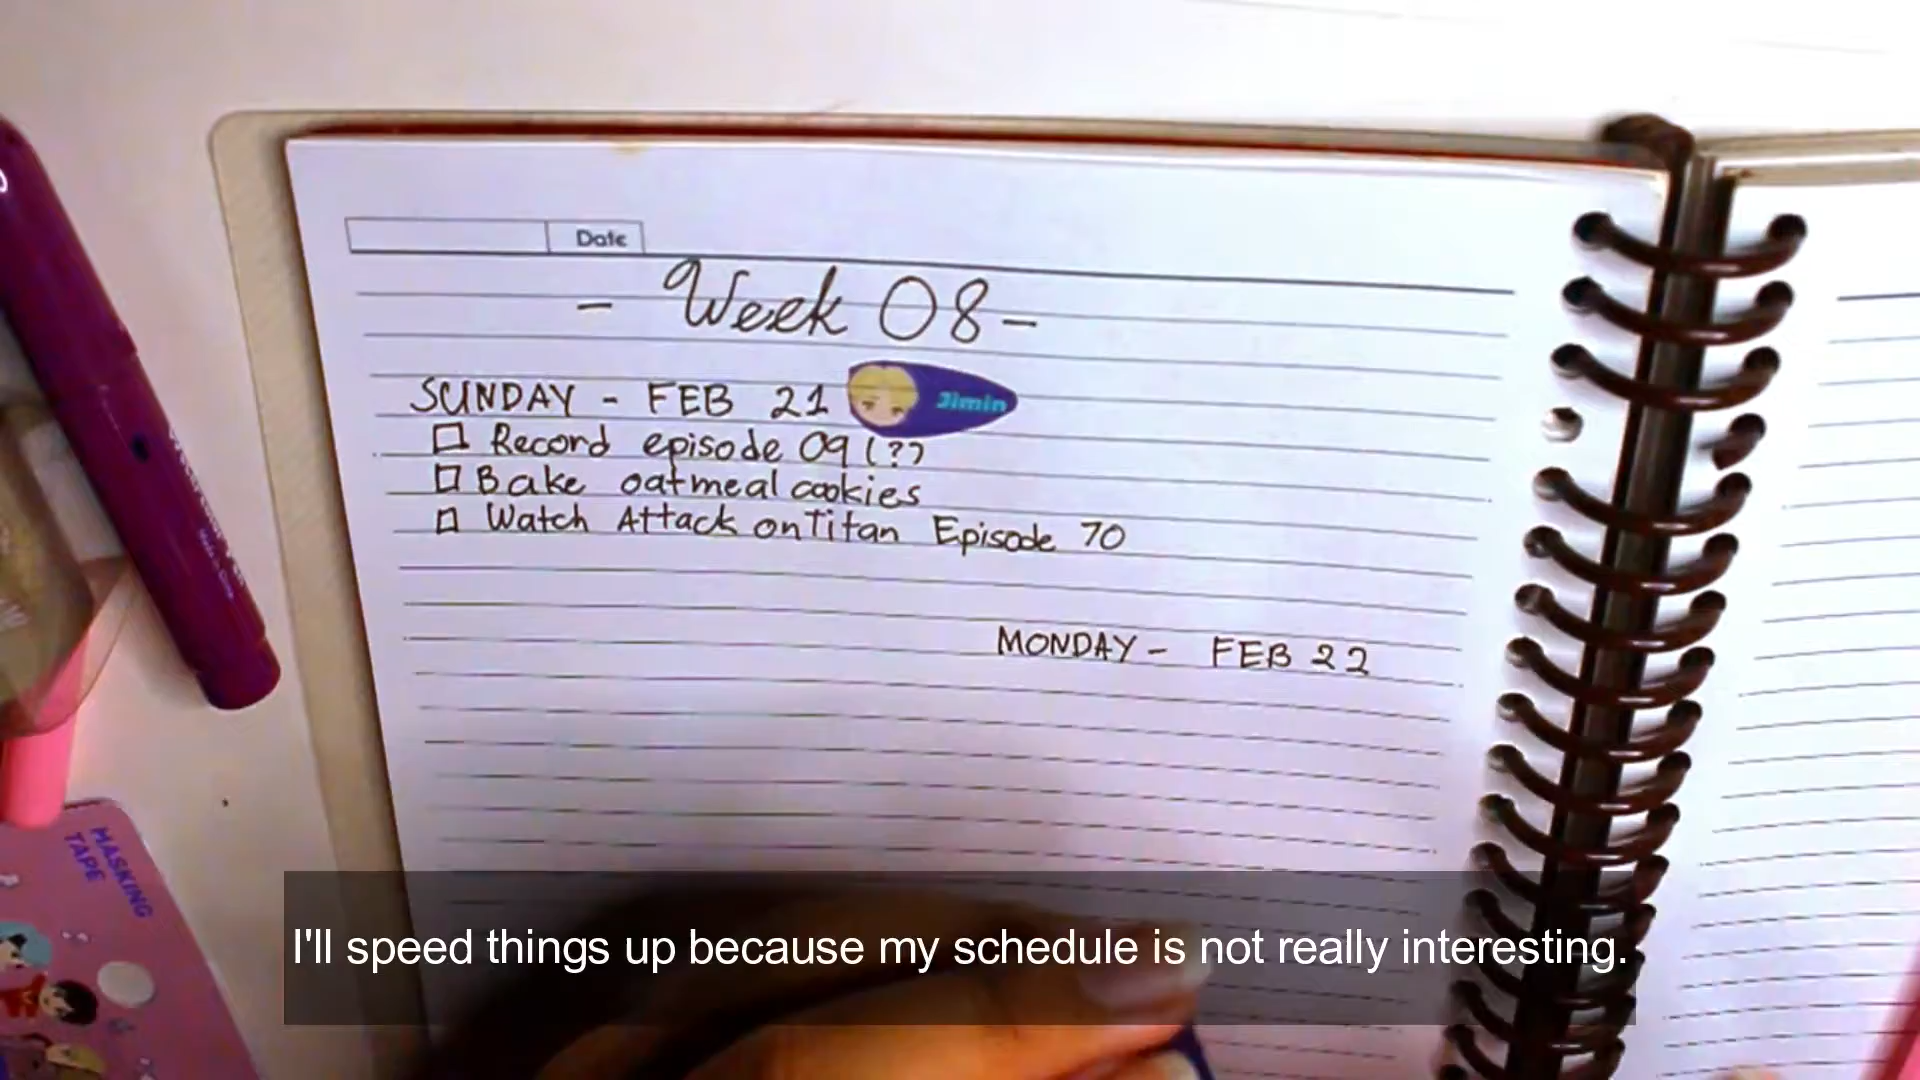 Date
- Week 08 -
SUNDAY - FEB 21
Jimin
Record episode 09 (??)
Bake oatmeal cookies
Watch Attack on Titan Episode 70
MONDAY - FEB 22
MASKING
TAPE
I'll speed things up because my schedule is not really interesting.